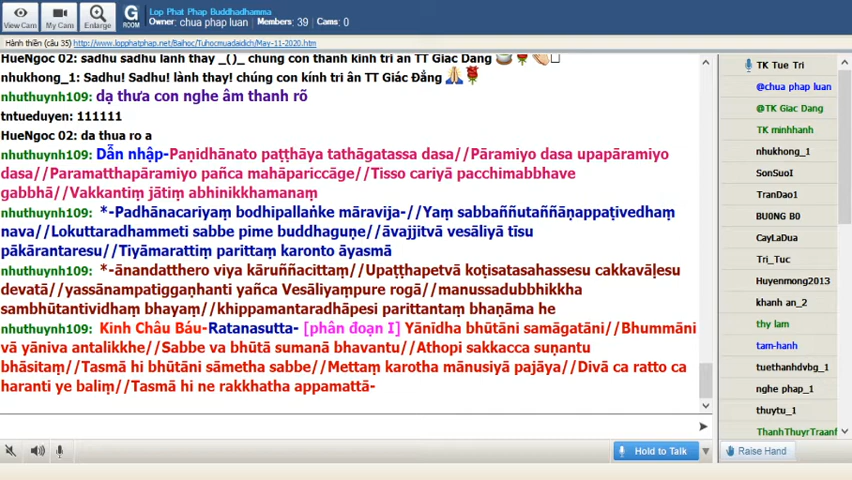 Lop Phat Phap Buddhadhamma
Owner: chua phap luan Members: 39 Cams: 0
View Cam
My Cam
Enlarge
G
ROOM
Hành thiền (câu 35) http://www.lopphatphap.net/Baihoc/Tuhocmuadaidich/May-11-2020.htm
HueNgoc 02: sadhu sadhu lành thay _()_ chúng con thành kính tri ân TT Giac Dang
nhukhong_1: Sadhu! Sadhu! lành thay! chúng con kính tri ân TT Giác Đẳng
nhuthuynh109: dạ thưa con nghe âm thanh rõ
tntueduyen: 111111
HueNgoc 02: da thua ro a
nhuthuynh109: Dẫn nhập-Paṇidhānato paṭṭhāya tathāgatassa dasa//Pāramiyo dasa upapāramiyo
dasa//Paramatthapāramiyo pañca mahāpariccāge//Tisso cariyā pacchimabbhave
gabbhā//Vakkantiṃ jātiṃ abhinikkhamanaṃ
nhuthuynh109: *-Padhānacariyaṃ bodhipallaṅke māravija-//Yaṃ sabbaññutaññāṇappaṭivedhaṃ
nava//Lokuttaradhammeti sabbe pime buddhaguṇe//āvajjitvā vesāliyā tīsu
pākārantaresu//Tiyāmarattiṃ parittaṃ karonto āyasmā
nhuthuynh109: *-ānandatthero viya kāruññacittaṃ//Upaṭṭhapetvā koṭisatasahassesu cakkavāḷesu
devatā//yassānampatiggaṇhanti yañca Vesāliyaṃpure rogā//manussadubbhikkha
sambhūtantividhaṃ bhayaṃ//khippamantaradhāpesi parittantaṃ bhaṇāma he
nhuthuynh109: Kinh Châu Báu-Ratanasutta- [phân đoạn I] Yānīdha bhūtāni samāgatāni//Bhummāni
vā yāniva antalikkhe//Sabbe va bhūtā sumanā bhavantu//Athopi sakkacca suṇantu
bhāsitaṃ//Tasmā hi bhūtāni sāmetha sabbe//Mettaṃ karotha mānusiyā pajāya//Divā ca ratto ca
haranti ye baliṃ//Tasmā hi ne rakkhatha appamattā-
TK Tue Tri
@chua phap luan
@TK Giac Dang
TK minhhanh
nhukhong_1
SonSuoI
TranDao1
BU0NG B0
CayLaDua
Tri_Tuc
Huyenmong2013
khanh an_2
thy lam
tam-hanh
tuethanhdvbg_1
nghe phap_1
thuytu_1
ThanhThuyrTraanf
Hold to Talk
Raise Hand